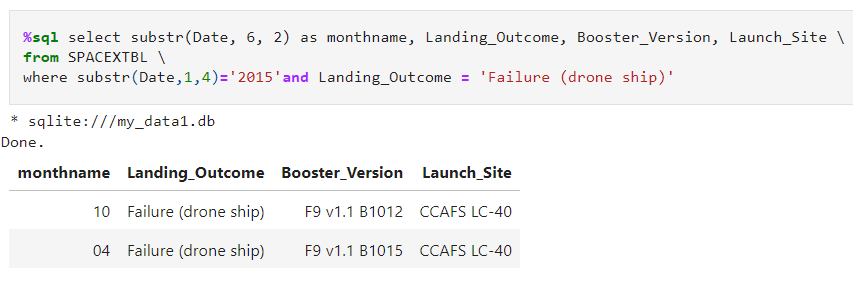 %sql select substr(Date, 6, 2) as monthname, Landing_Outcome, Booster_Version, Launch_Site \
from SPACEXTBL \
where substr(Date,1,4)='2015'and Landing_Outcome = 'Failure (drone ship)'
* sqlite:///my_data1.db
Done.
monthname Landing_Outcome Booster_Version Launch_Site
10 Failure (drone ship) F9 v1.1 B1012 CCAFS LC-40
04 Failure (drone ship) F9 v1.1 B1015 CCAFS LC-40